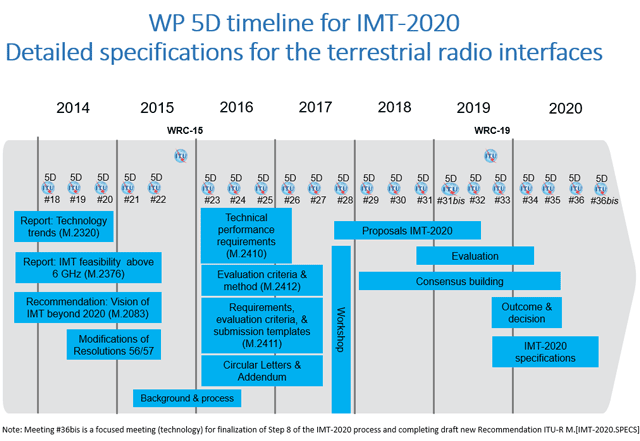 WP 5D timeline for IMT-2020
Detailed specifications for the terrestrial radio interfaces
2014 2015 2016 2017 2018 2019 2020
WRC-15 WRC-19
5D 5D 5D 5D 5D 5D 5D 5D 5D 5D 5D 5D 5D 5D 5D 5D 5D 5D 5D 5D 5D
#18 #19 #20 #21 #22 #23 #24 #25 #26 #27 #28 #29 #30 #31 #31bis #32 #33 #34 #35 #36 #36bis
Report: Technology
trends (M.2320)
Report: IMT feasibility above
6 GHz (M.2376)
Recommendation: Vision of
IMT beyond 2020 (M.2083)
Modifications of
Resolutions 56/57
Background & process
Technical
performance
requirements
(M.2410)
Evaluation criteria &
method (M.2412)
Requirements,
evaluation criteria, &
submission templates
(M.2411)
Circular Letters &
Addendum
Workshop
Proposals IMT-2020
Evaluation
Consensus building
Outcome &
decision
IMT-2020
specifications
Note: Meeting #36bis is a focused meeting (technology) for finalization of Step 8 of the IMT-2020 process and completing draft new Recommendation ITU-R M.[IMT-2020.SPECS]